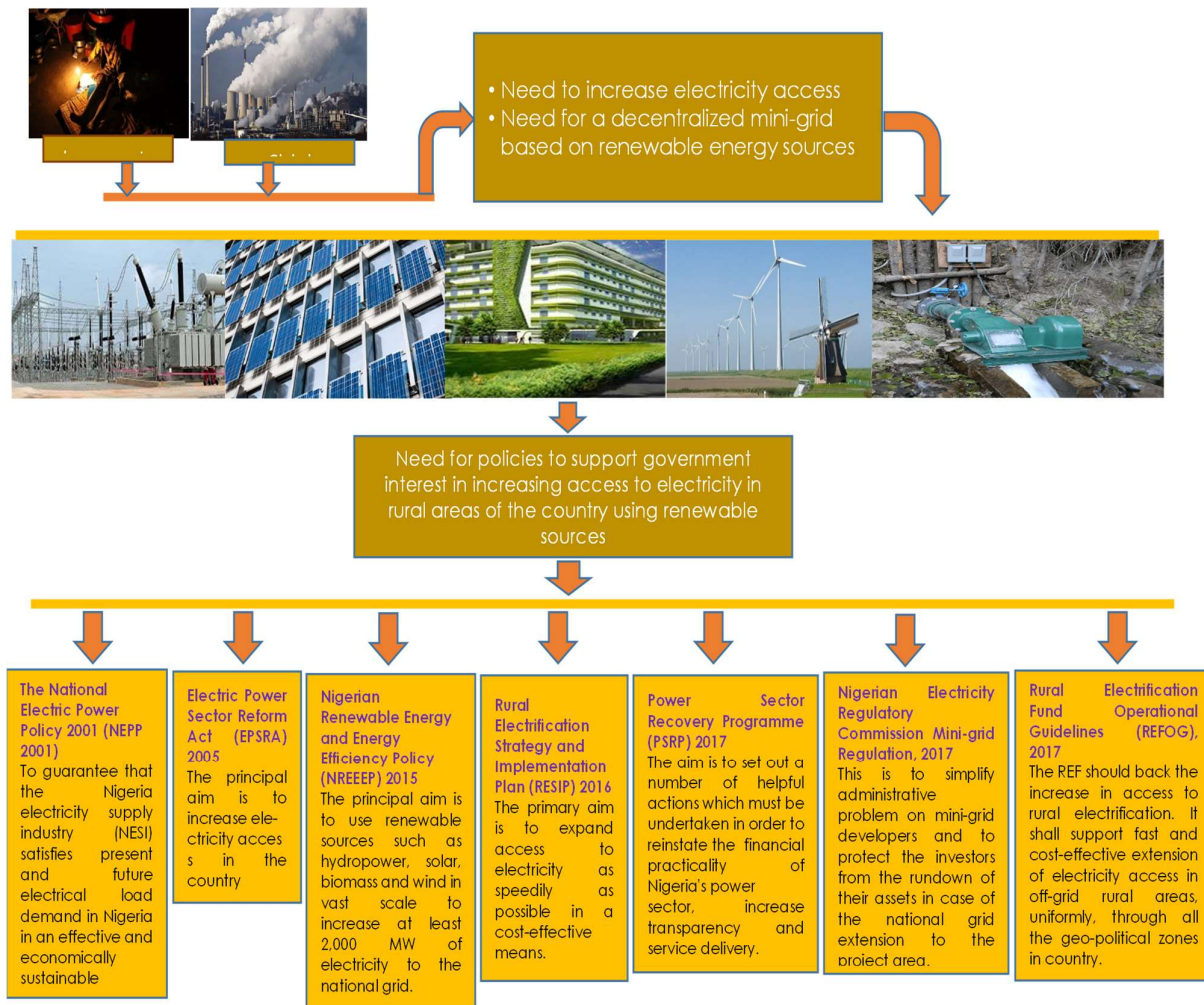 • Need to increase electricity access
• Need for a decentralized mini-grid
based on renewable energy sources
Need for policies to support government
interest in increasing access to electricity in
rural areas of the country using renewable
sources
The National
Electric Power
Policy 2001 (NEPP
2001)
To guarantee that
the Nigeria
electricity supply
industry (NESI)
satisfies present
and future
electrical load
demand in Nigeria
in an effective and
economically
sustainable
Electric Power
Sector Reform
Act (EPSRA)
2005
The principal
aim is to
increase ele-
ctricity acces
s in the
country
Nigerian
Renewable Energy
and Energy
Efficiency Policy
(NREEEP) 2015
The principal aim is
to use renewable
sources such as
hydropower, solar,
biomass and wind in
vast scale to
increase at least
2,000 MW of
electricity to the
national grid.
Rural
Electrification
Strategy and
Implementation
Plan (RESIP) 2016
The primary aim
is to expand
access to
electricity as
speedily as
possible in a
cost-effective
means.
Power Sector
Recovery Programme
(PSRP) 2017
The aim is to set out a
number of helpful
actions which must be
undertaken in order to
reinstate the financial
practicality of
Nigeria's power
sector, increase
transparency and
service delivery.
Nigerian Electricity
Regulatory
Commission Mini-grid
Regulation, 2017
This is to simplify
administrative
problem on mini-grid
developers and to
protect the investors
from the rundown of
their assets in case of
the national grid
extension to the
project area.
Rural Electrification
Fund Operational
Guidelines (REFOG),
2017
The REF should back the
increase in access to
rural electrification. It
shall support fast and
cost-effective extension
of electricity access in
off-grid rural areas,
uniformly, through all
the geo-political zones
in country.